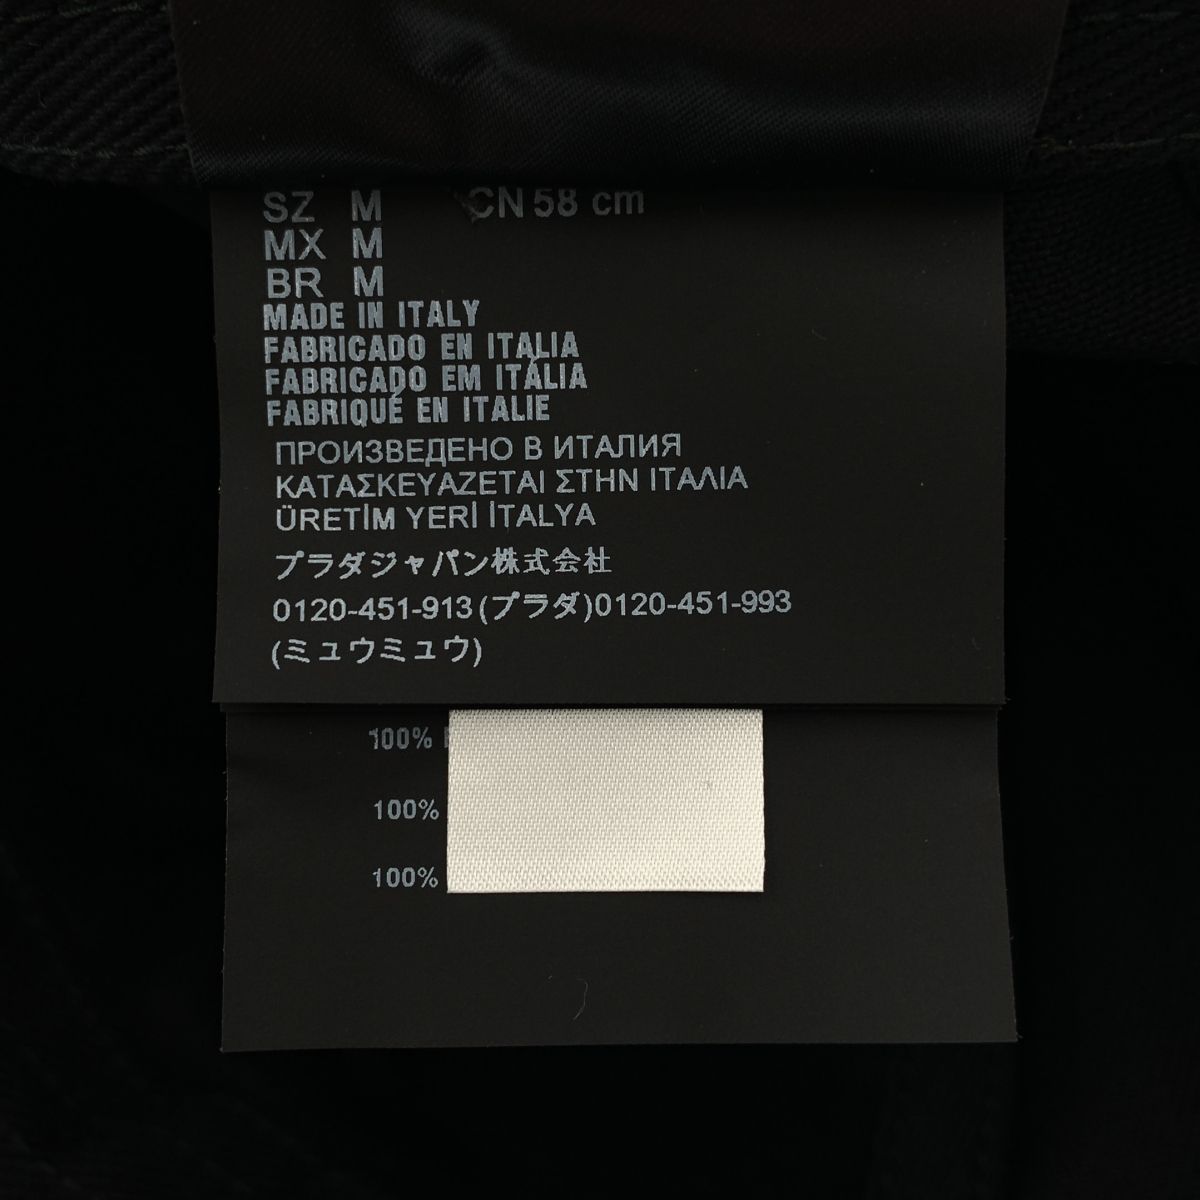 SZ M CN 58 cm
MX M
BR M
MADE IN ITALY
FABRICADO EN ITALIA
FABRICADO EM ITÁLIA
FABRIQUÉ EN ITALIE
ПРОИЗВЕДЕНО В ИТАЛИЯ
ΚΑΤΑΣΚΕΥΑΖΕΤΑΙ ΣΤΗΝ ΙΤΑΛΙΑ
ÜRETİM YERİ İTALYA
プラダジャパン株式会社
0120-451-913(プラダ)0120-451-993
(ミュウミュウ)
100%
100%
100%